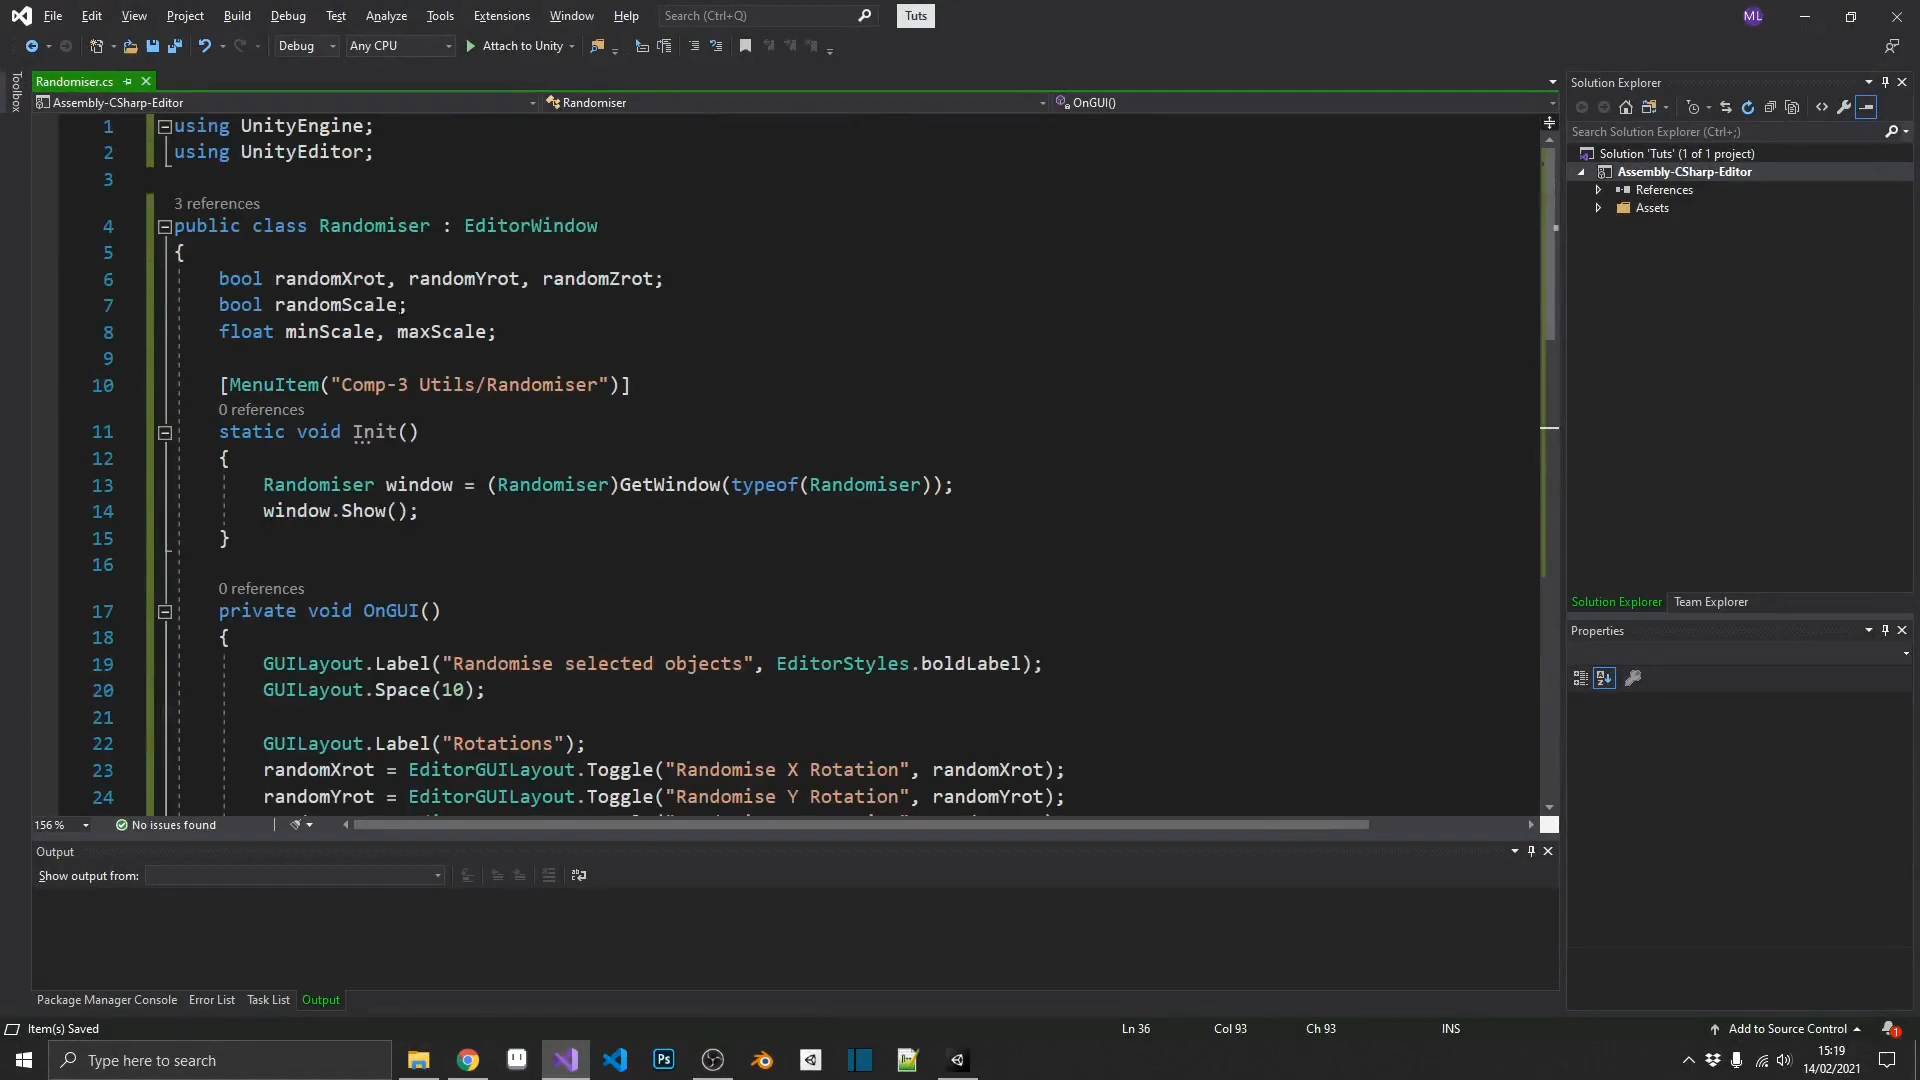 File Edit View Project Build Debug Test Analyze Tools Extensions Window Help Search (Ctrl+Q) Tuts ML
Debug Any CPU Attach to Unity
Toolbox
Randomiser.cs
Assembly-CSharp-Editor Randomiser OnGUI()
1 using UnityEngine;
2 using UnityEditor;
3
3 references
4 public class Randomiser : EditorWindow
5 {
6 bool randomXrot, randomYrot, randomZrot;
7 bool randomScale;
8 float minScale, maxScale;
9
10 [MenuItem("Comp-3 Utils/Randomiser")]
0 references
11 static void Init()
12 {
13 Randomiser window = (Randomiser)GetWindow(typeof(Randomiser));
14 window.Show();
15 }
16
0 references
17 private void OnGUI()
18 {
19 GUILayout.Label("Randomise selected objects", EditorStyles.boldLabel);
20 GUILayout.Space(10);
21
22 GUILayout.Label("Rotations");
23 randomXrot = EditorGUILayout.Toggle("Randomise X Rotation", randomXrot);
24 randomYrot = EditorGUILayout.Toggle("Randomise Y Rotation", randomYrot);
156 % No issues found
Output
Show output from:
Package Manager Console Error List Task List Output
Solution Explorer
Search Solution Explorer (Ctrl+;)
Solution 'Tuts' (1 of 1 project)
Assembly-CSharp-Editor
References
Assets
Solution Explorer Team Explorer
Properties
Item(s) Saved Ln 36 Col 93 Ch 93 INS Add to Source Control 1
Type here to search Ps
15:19
14/02/2021